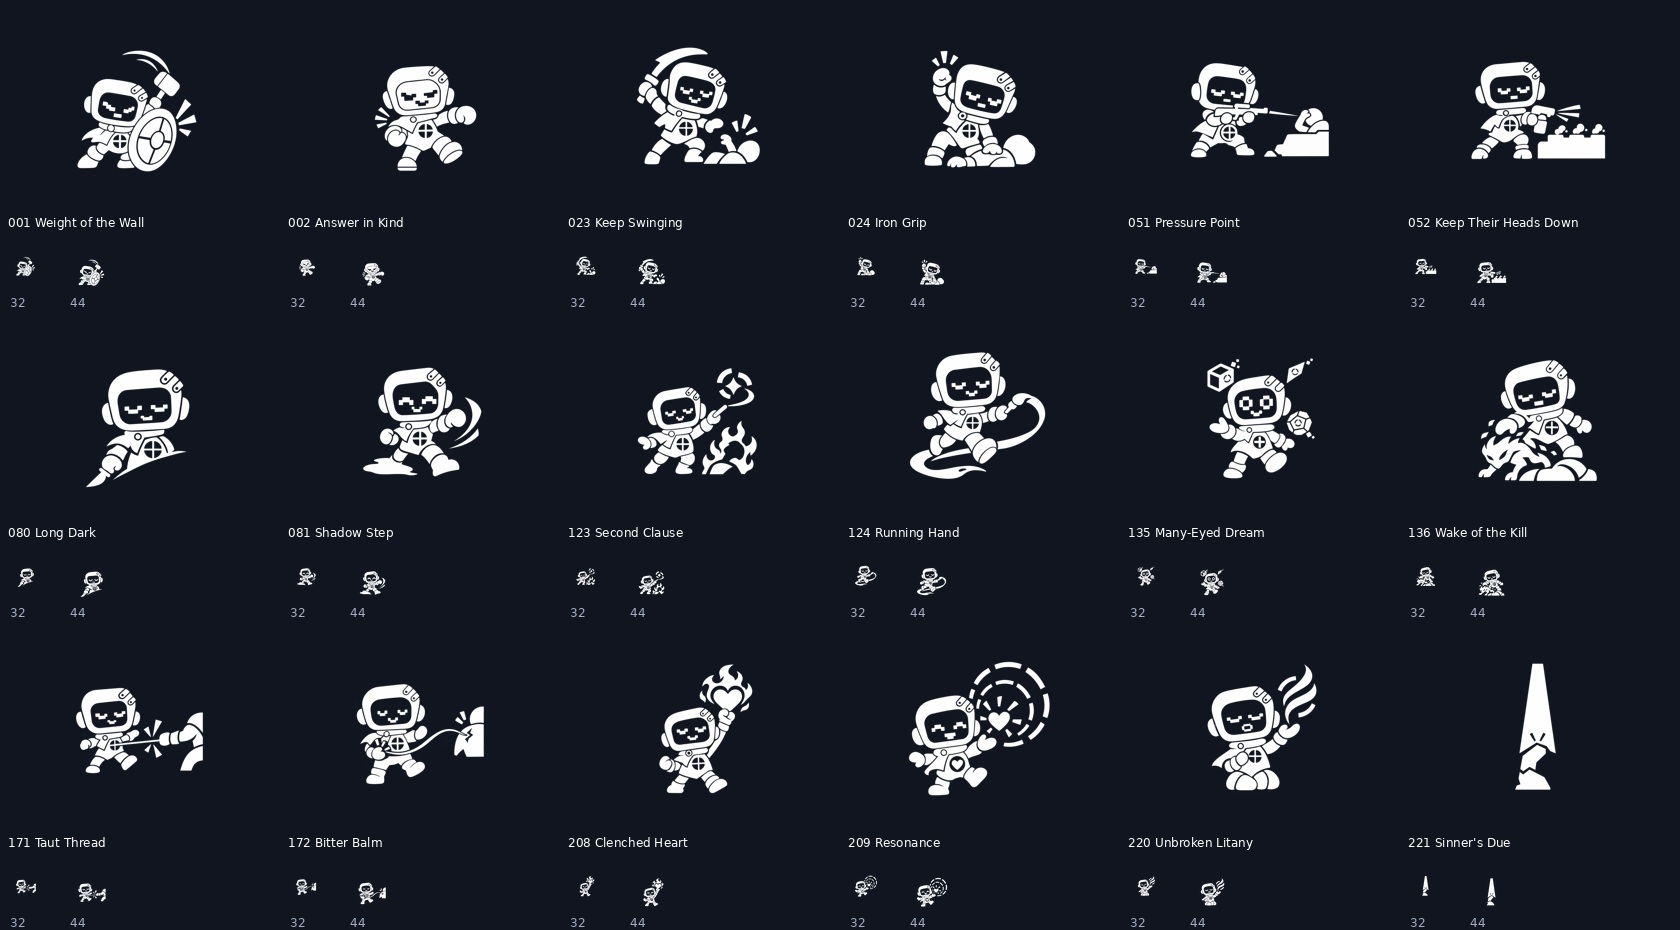 001 Weight of the Wall
002 Answer in Kind
023 Keep Swinging
024 Iron Grip
051 Pressure Point
052 Keep Their Heads Down
32 44
32 44
32 44
32 44
32 44
32 44
080 Long Dark
081 Shadow Step
123 Second Clause
124 Running Hand
135 Many-Eyed Dream
136 Wake of the Kill
32 44
32 44
32 44
32 44
32 44
32 44
171 Taut Thread
172 Bitter Balm
208 Clenched Heart
209 Resonance
220 Unbroken Litany
221 Sinner's Due
32 44
32 44
32 44
32 44
32 44
32 44